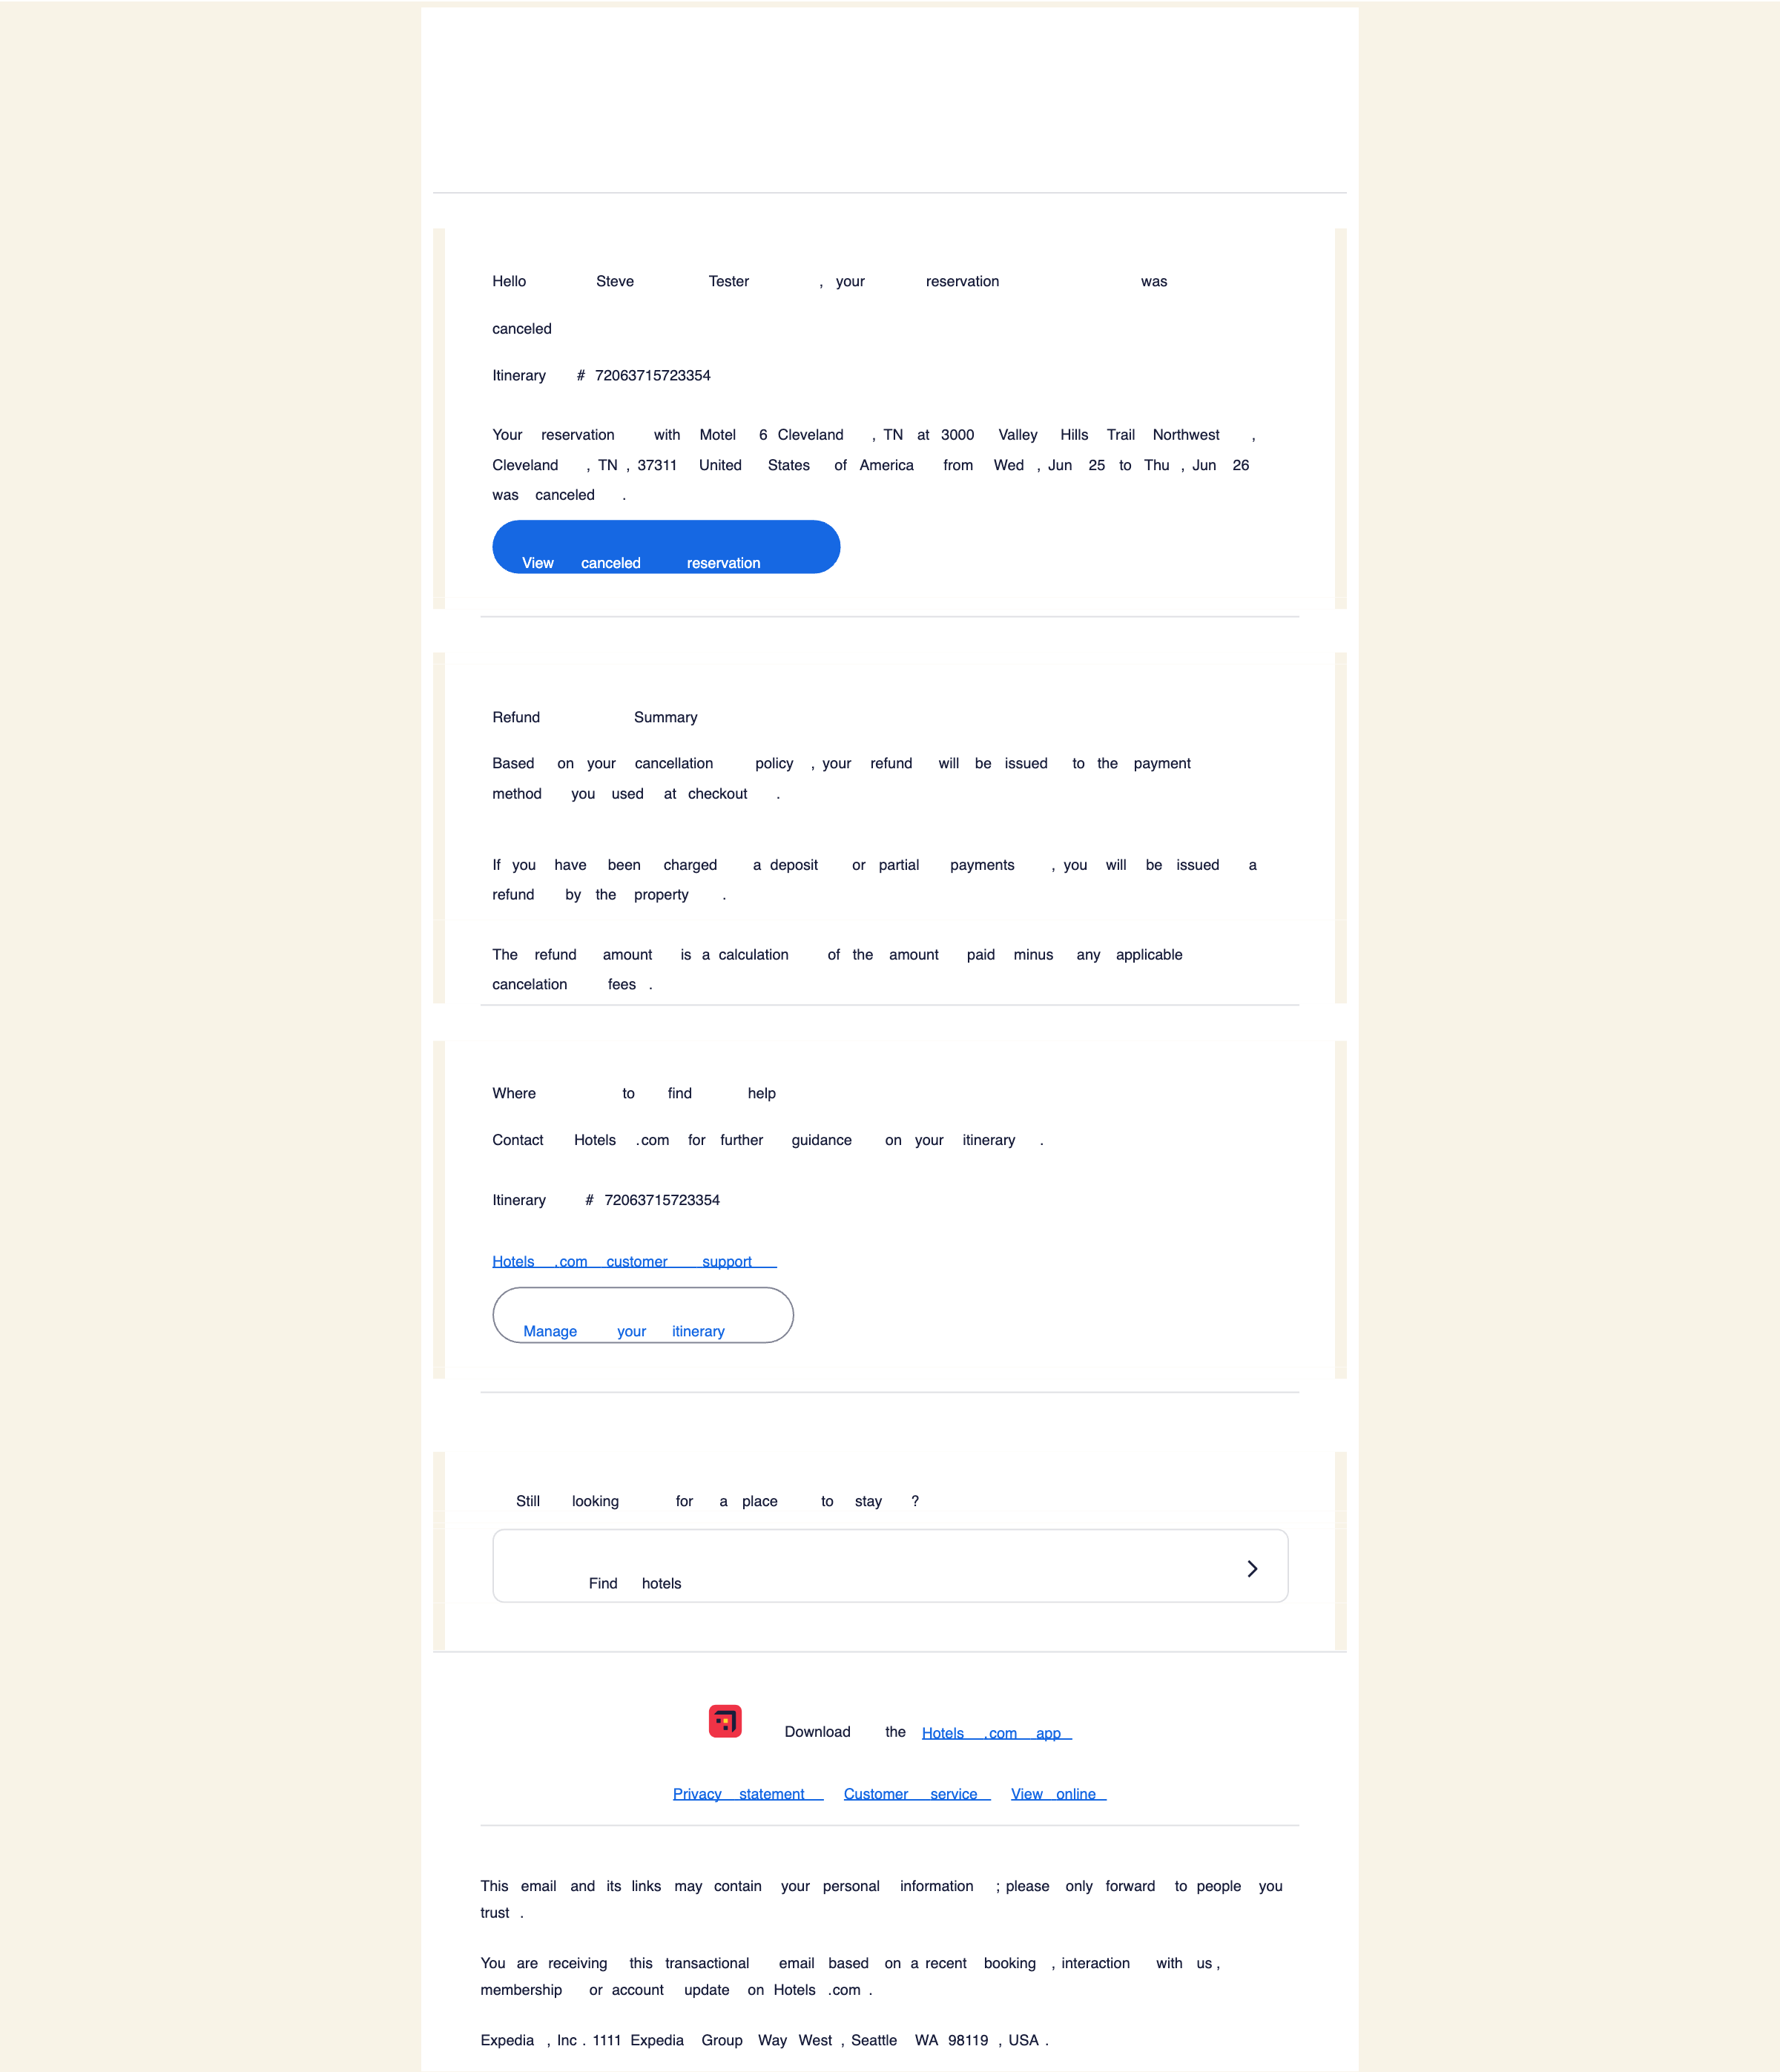 Hello Steve Tester , your reservation was
canceled
Itinerary # 72063715723354
Your reservation with Motel 6 Cleveland , TN at 3000 Valley Hills Trail Northwest ,
Cleveland , TN , 37311 United States of America from Wed , Jun 25 to Thu , Jun 26
was canceled .
View canceled reservation
Refund Summary
Based on your cancellation policy , your refund will be issued to the payment
method you used at checkout .
If you have been charged a deposit or partial payments , you will be issued a
refund by the property .
The refund amount is a calculation of the amount paid minus any applicable
cancelation fees .
Where to find help
Contact Hotels .com for further guidance on your itinerary .
Itinerary # 72063715723354
Hotels .com customer support
Manage your itinerary
Still looking for a place to stay ?
Find hotels
Download the Hotels .com app
Privacy statement Customer service View online
This email and its links may contain your personal information ; please only forward to people you
trust .
You are receiving this transactional email based on a recent booking , interaction with us ,
membership or account update on Hotels .com .
Expedia , Inc . 1111 Expedia Group Way West , Seattle WA 98119 , USA .